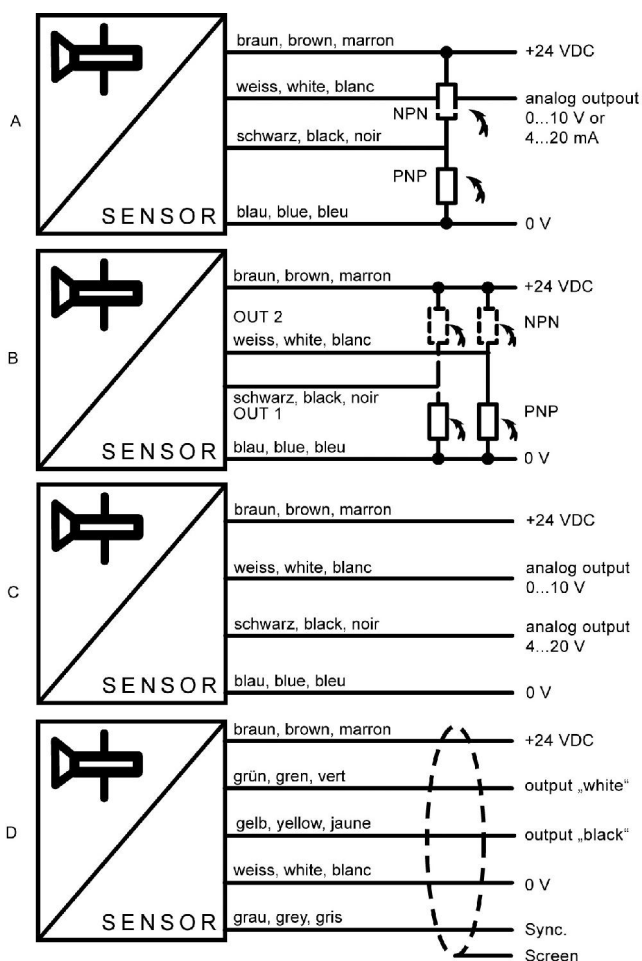 A
braun, brown, marron
+24 VDC
weiss, white, blanc
analog outpout
0...10 V or
4...20 mA
NPN
schwarz, black, noir
PNP
SENSOR
blau, blue, bleu
0 V
B
braun, brown, marron
+24 VDC
OUT 2
NPN
weiss, white, blanc
schwarz, black, noir
OUT 1
PNP
SENSOR
blau, blue, bleu
0 V
C
braun, brown, marron
+24 VDC
weiss, white, blanc
analog output
0...10 V
schwarz, black, noir
analog output
4...20 V
SENSOR
blau, blue, bleu
0 V
D
braun, brown, marron
+24 VDC
grün, gren, vert
output „white“
gelb, yellow, jaune
output „black“
weiss, white, blanc
0 V
SENSOR
grau, grey, gris
Sync.
Screen